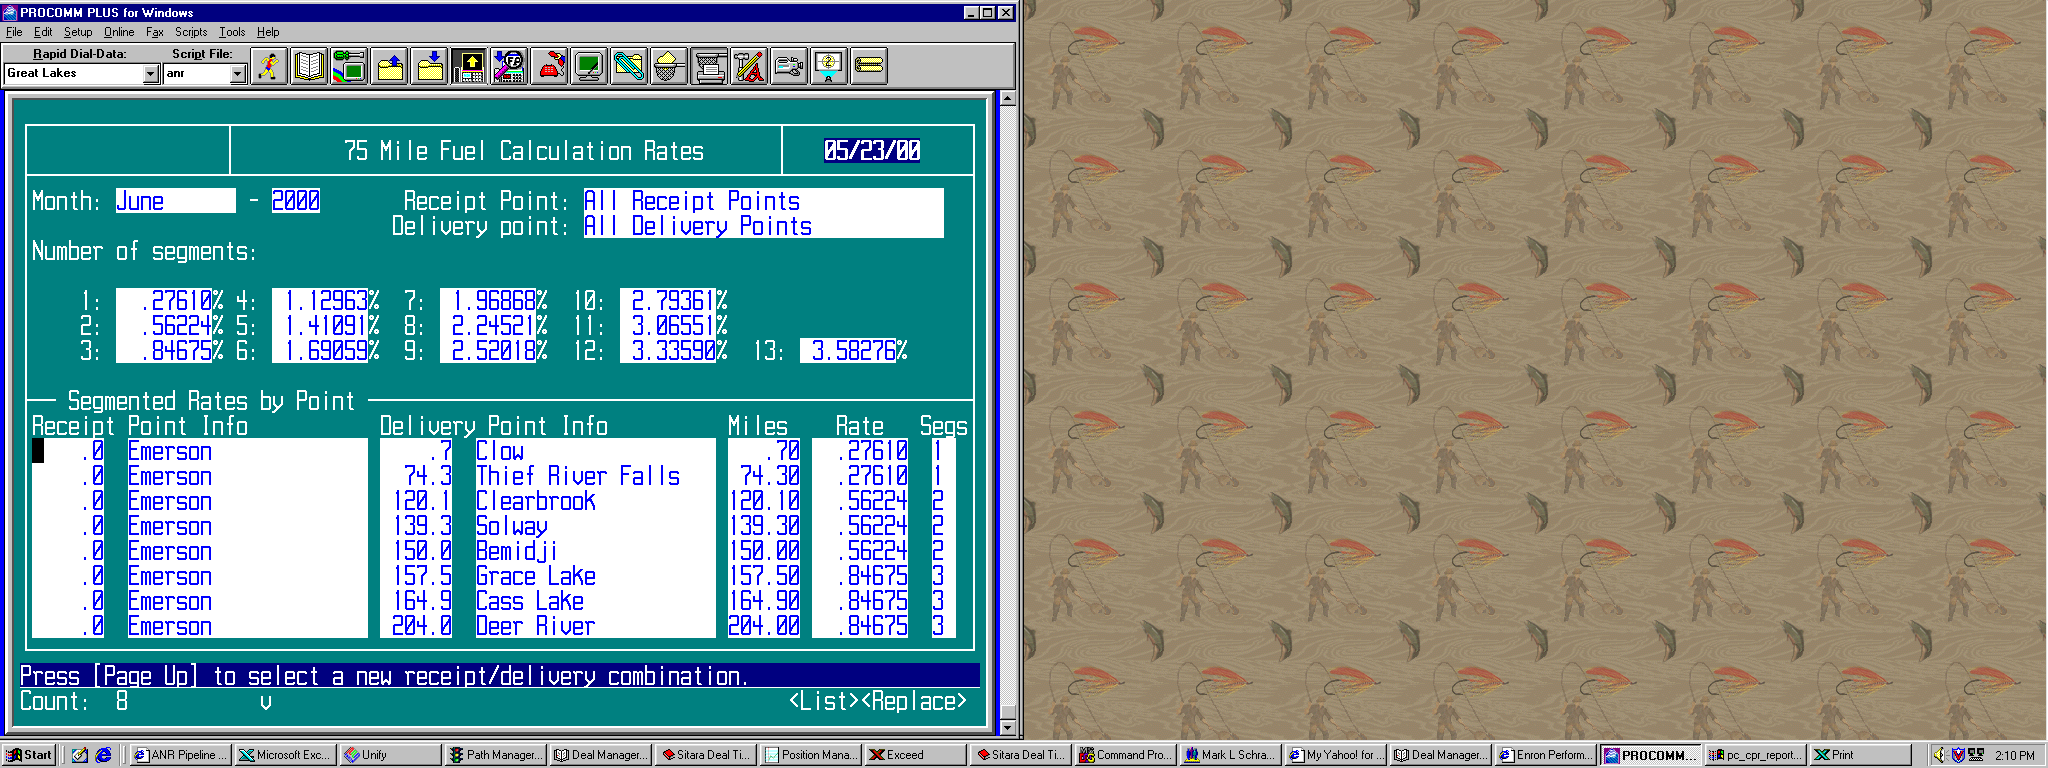 PROCOMM PLUS for Windows
File Edit Setup Online Fax Scripts Tools Help
Rapid Dial-Data: Script File:
Great Lakes anr
75 Mile Fuel Calculation Rates 05/23/00
Month: June - 2000 Receipt Point: All Receipt Points
Delivery point: All Delivery Points
Number of segments:
1: .27610% 4: 1.12963% 7: 1.96868% 10: 2.79361%
2: .56224% 5: 1.41091% 8: 2.24521% 11: 3.06551%
3: .84675% 6: 1.69059% 9: 2.52018% 12: 3.33590% 13: 3.58276%
Segmented Rates by Point
Receipt Point Info Delivery Point Info Miles Rate Segs
.0 Emerson .7 Clow .70 .27610 1
.0 Emerson 74.3 Thief River Falls 74.30 .27610 1
.0 Emerson 120.1 Clearbrook 120.10 .56224 2
.0 Emerson 139.3 Solway 139.30 .56224 2
.0 Emerson 150.0 Bemidji 150.00 .56224 2
.0 Emerson 157.5 Grace Lake 157.50 .84675 3
.0 Emerson 164.9 Cass Lake 164.90 .84675 3
.0 Emerson 204.0 Deer River 204.00 .84675 3
Press [Page Up] to select a new receipt/delivery combination.
Count: 8 v <List><Replace>
Start ANR Pipeline ... Microsoft Exc... Unify Path Manager... Deal Manager... Sitara Deal Ti... Position Mana... Exceed Sitara Deal Ti... Command Pro... Mark L Schra... My Yahoo! for ... Deal Manager... Enron Perform... PROCOMM... pc_cpr_report... Print 2:10 PM